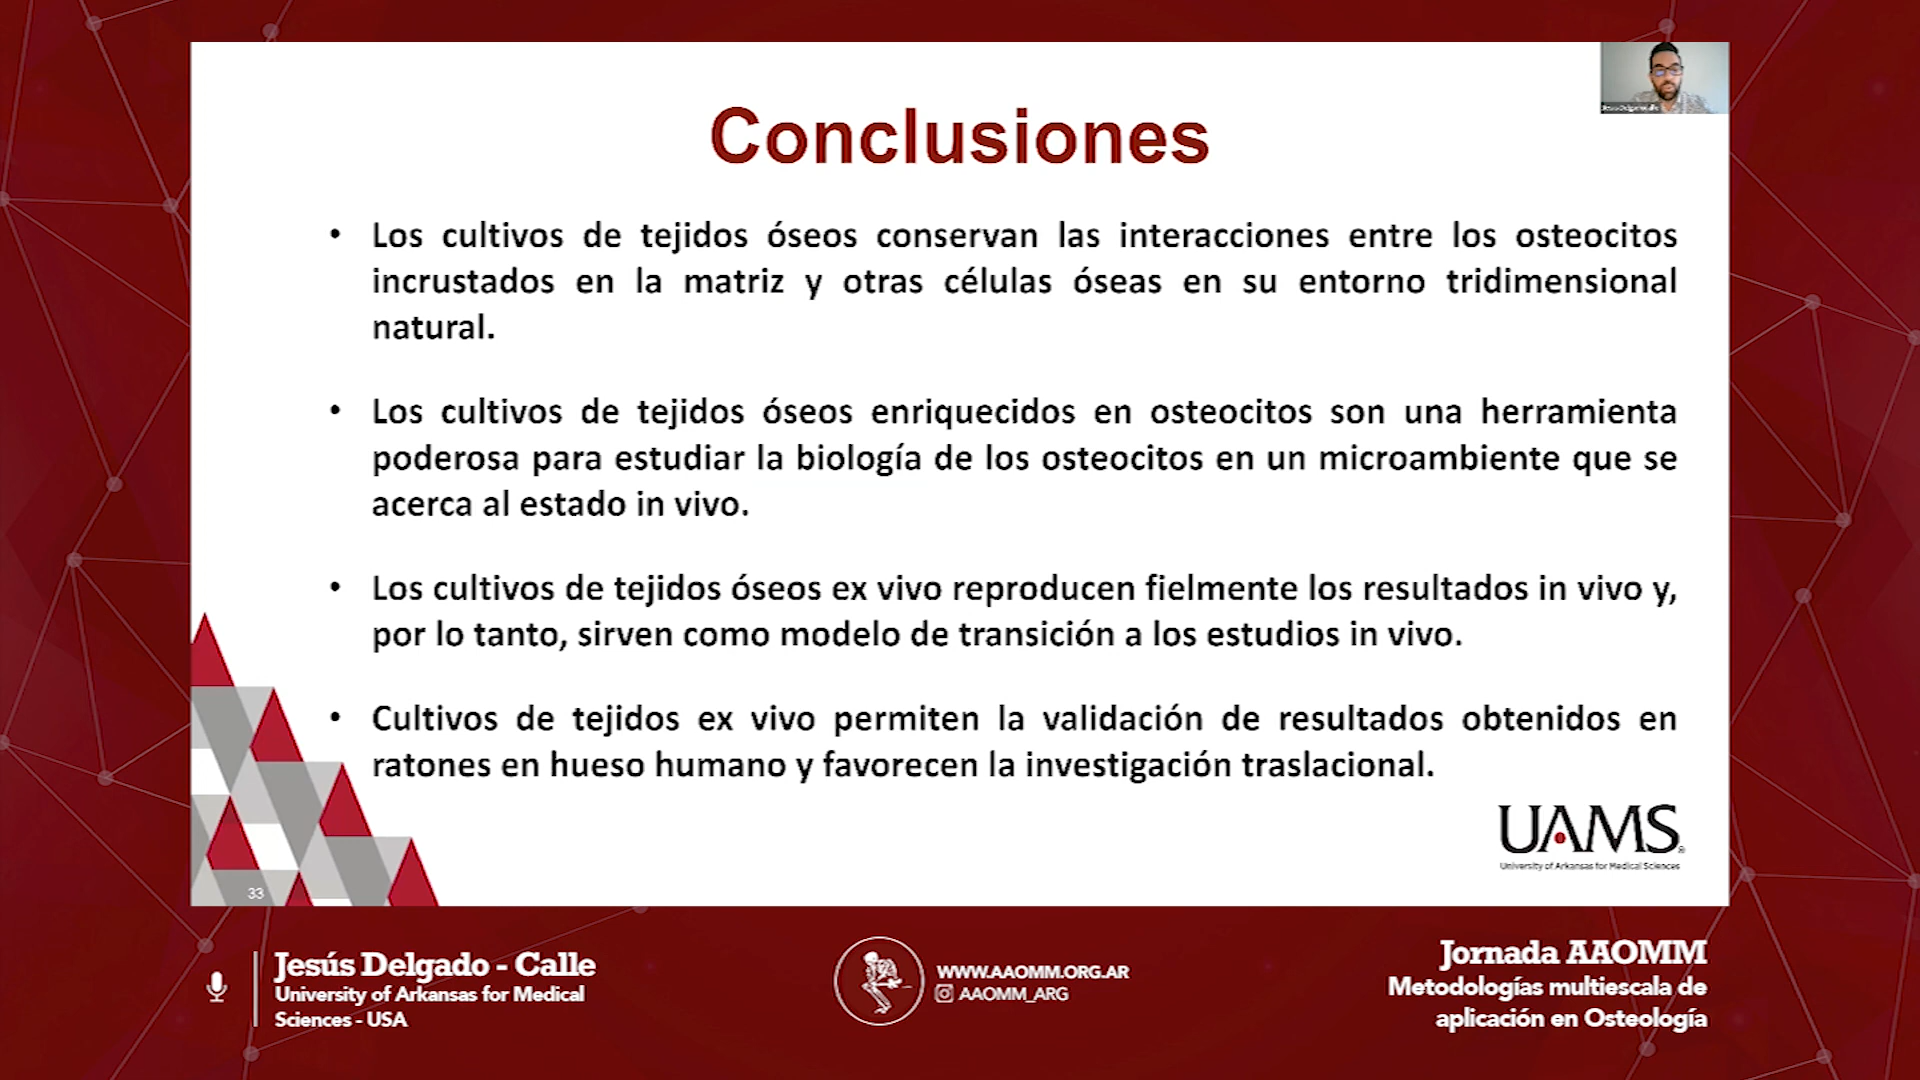 Conclusiones
• Los cultivos de tejidos óseos conservan las interacciones entre los osteocitos
incrustados en la matriz y otras células óseas en su entorno tridimensional
natural.
• Los cultivos de tejidos óseos enriquecidos en osteocitos son una herramienta
poderosa para estudiar la biología de los osteocitos en un microambiente que se
acerca al estado in vivo.
• Los cultivos de tejidos óseos ex vivo reproducen fielmente los resultados in vivo y,
por lo tanto, sirven como modelo de transición a los estudios in vivo.
• Cultivos de tejidos ex vivo permiten la validación de resultados obtenidos en
ratones en hueso humano y favorecen la investigación traslacional.
UAMS
University of Arkansas for Medical Sciences
33
Jesús Delgado - Calle
University of Arkansas for Medical
Sciences - USA
WWW.AAOMM.ORG.AR
AAOMM_ARG
Jornada AAOMM
Metodologías multiescala de
aplicación en Osteología